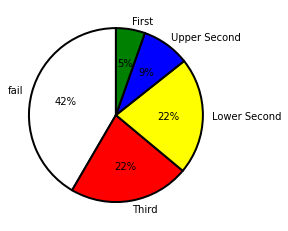 First
Upper Second
5%
9%
fail
42%
22%
Lower Second
22%
Third